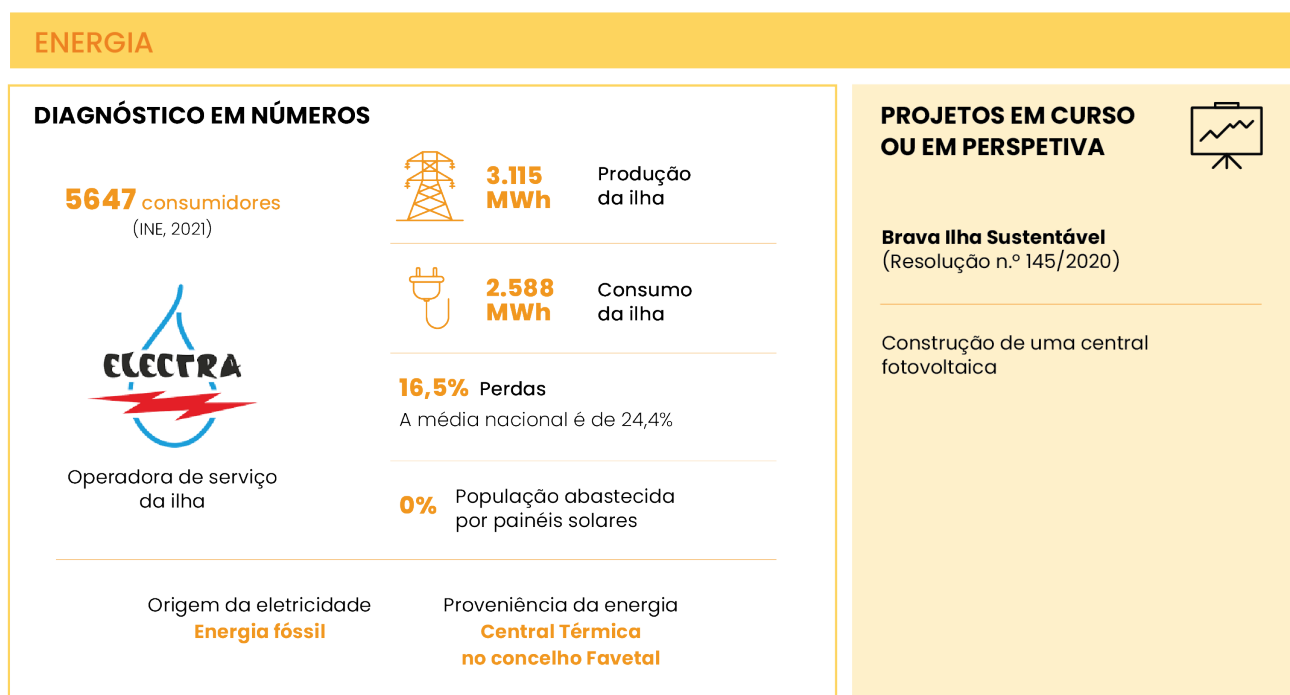 ENERGIA
DIAGNÓSTICO EM NÚMEROS
5647 consumidores
(INE, 2021)
ELECTRA
Operadora de serviço
da ilha
3.115
MWh
Produção
da ilha
2.588
MWh
Consumo
da ilha
16,5% Perdas
A média nacional é de 24,4%
0%
População abastecida
por painéis solares
Origem da eletricidade
Energia fóssil
Proveniência da energia
Central Térmica
no concelho Favetal
PROJETOS EM CURSO
OU EM PERSPETIVA
Brava Ilha Sustentável
(Resolução n.º 145/2020)
Construção de uma central
fotovoltaica